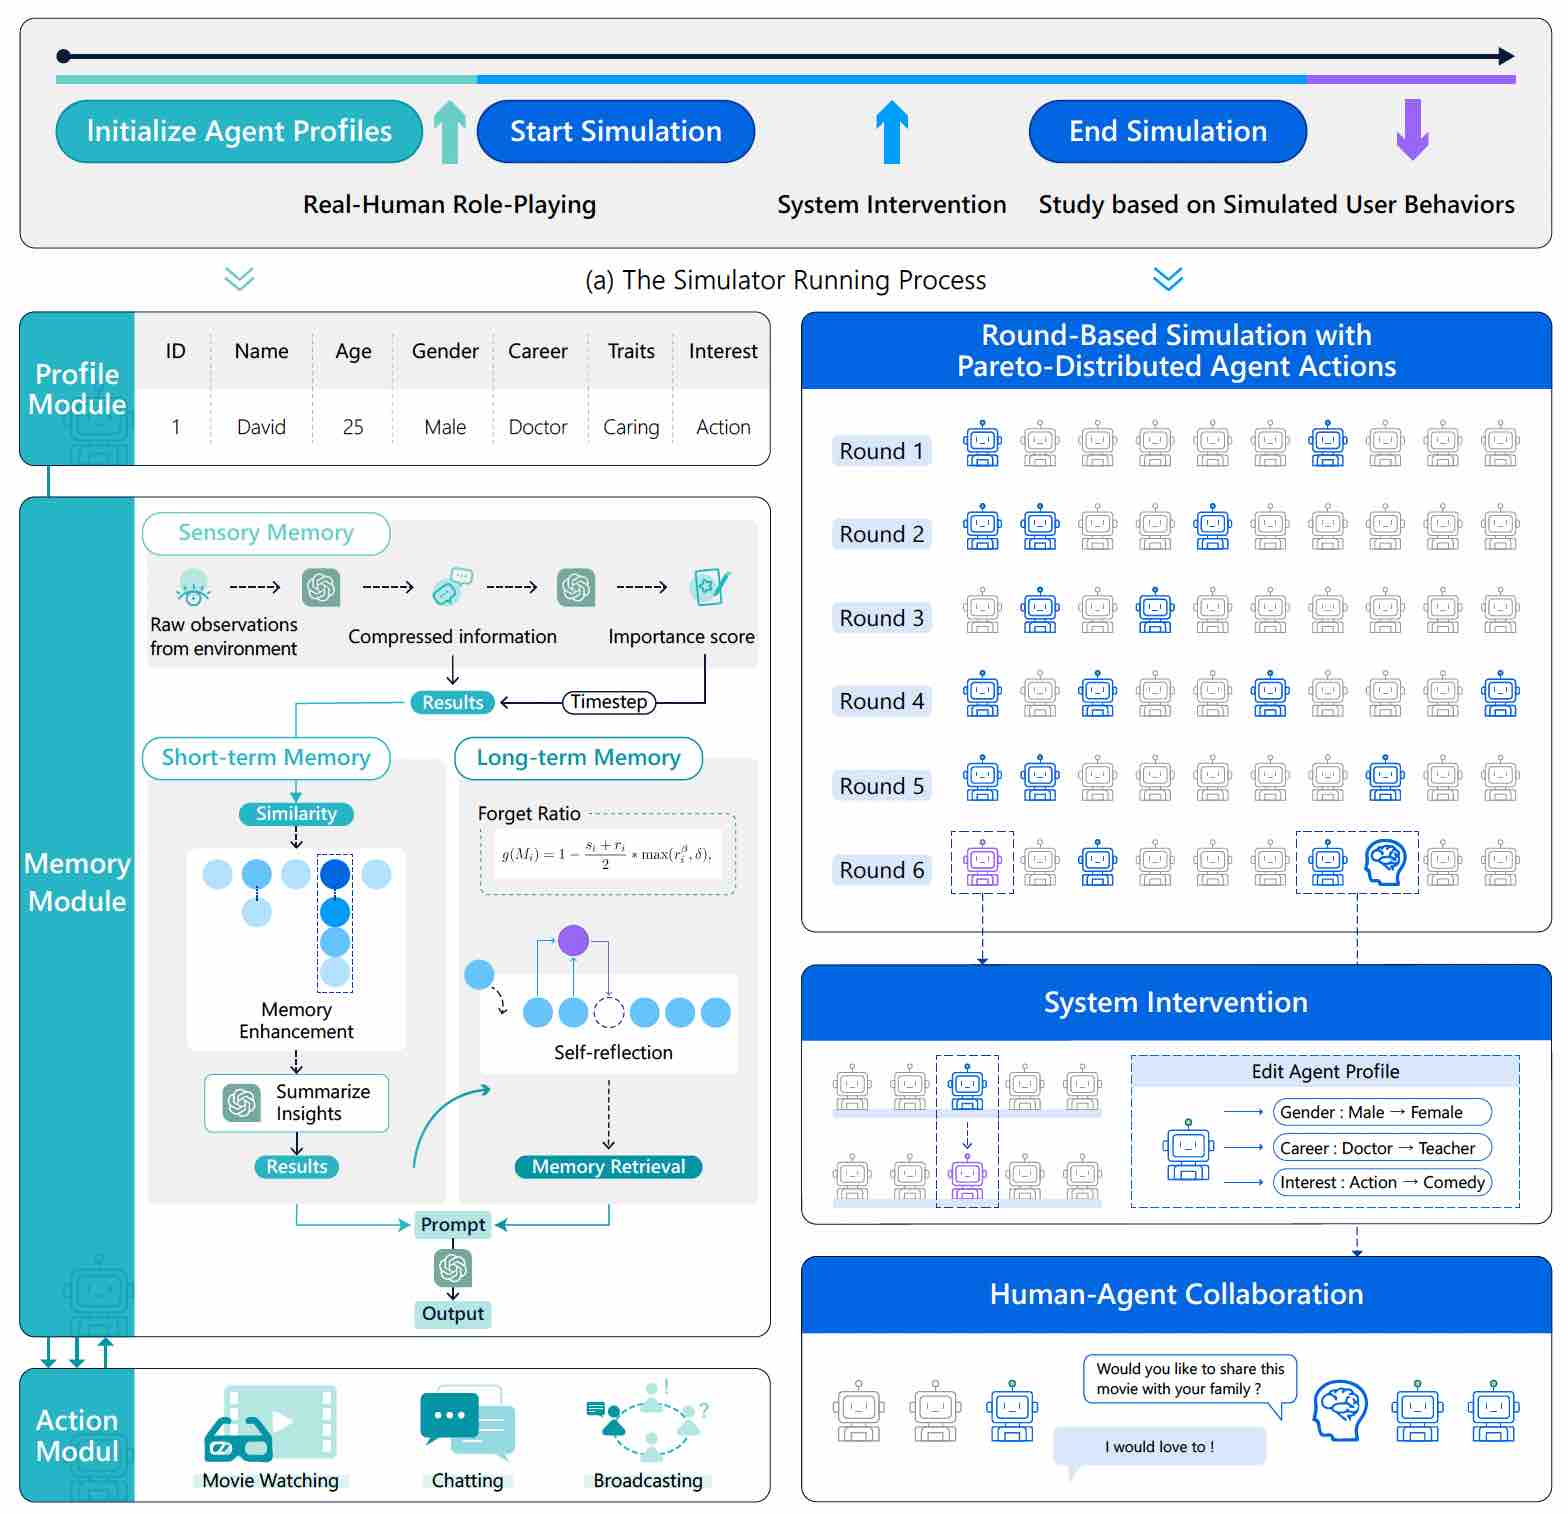 Initialize Agent Profiles
Start Simulation
End Simulation
Real-Human Role-Playing
System Intervention
Study based on Simulated User Behaviors
(a) The Simulator Running Process
Profile
Module
ID Name Age Gender Career Traits Interest
1 David 25 Male Doctor Caring Action
Memory
Module
Sensory Memory
Raw observations
from environment
Compressed information
Importance score
Results
Timestep
Short-term Memory
Similarity
Memory
Enhancement
Summarize
Insights
Results
Long-term Memory
Forget Ratio
g(M_i) = 1 − \frac{s_i + r_i}{2} * max(r_i^β, δ),
Self-reflection
Memory Retrieval
Prompt
Output
Action
Modul
Movie Watching
Chatting
Broadcasting
Round-Based Simulation with
Pareto-Distributed Agent Actions
Round 1
Round 2
Round 3
Round 4
Round 5
Round 6
System Intervention
Edit Agent Profile
Gender : Male → Female
Career : Doctor → Teacher
Interest : Action → Comedy
Human-Agent Collaboration
Would you like to share this
movie with your family ?
I would love to !